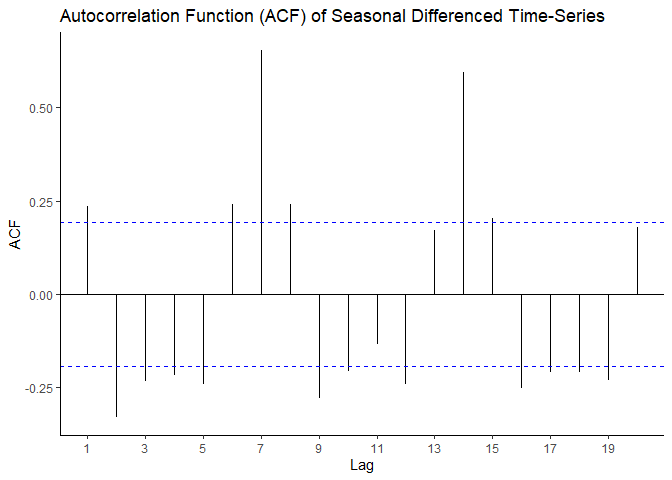 Autocorrelation Function (ACF) of Seasonal Differenced Time-Series
0.50
0.25
0.00
-0.25
ACF
1 3 5 7 9 11 13 15 17 19
Lag